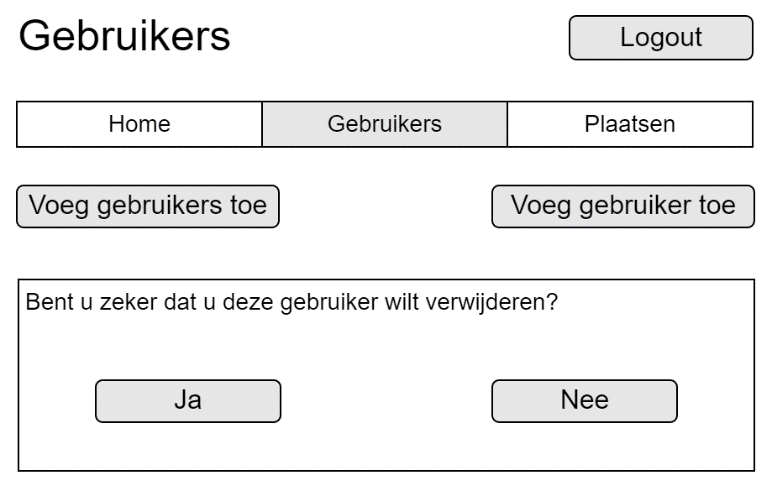 Gebruikers
Logout
Home
Gebruikers
Plaatsen
Voeg gebruikers toe
Voeg gebruiker toe
Bent u zeker dat u deze gebruiker wilt verwijderen?
Ja
Nee